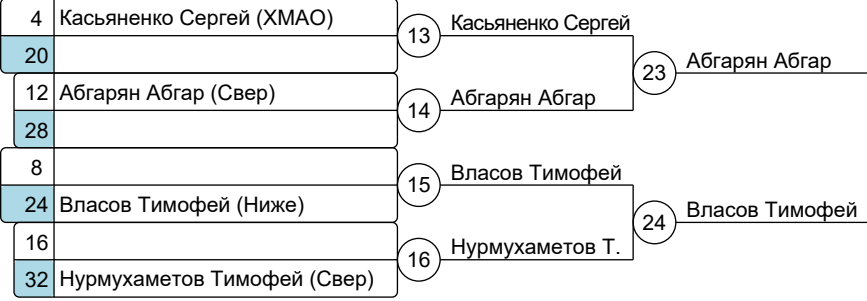 4 Касьяненко Сергей (ХМАО)
20
12 Абгарян Абгар (Свер)
28
8
24 Власов Тимофей (Ниже)
16
32 Нурмухаметов Тимофей (Свер)
13 Касьяненко Сергей
14 Абгарян Абгар
15 Власов Тимофей
16 Нурмухаметов Т.
23 Абгарян Абгар
24 Власов Тимофей